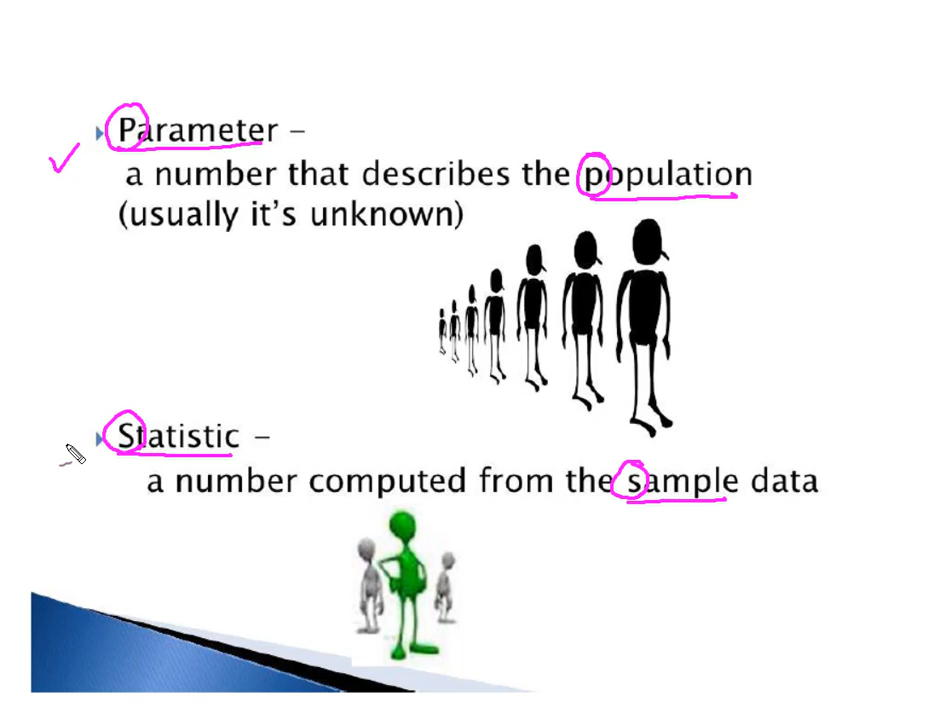 Parameter –
a number that describes the population
(usually it's unknown)
Statistic –
a number computed from the sample data